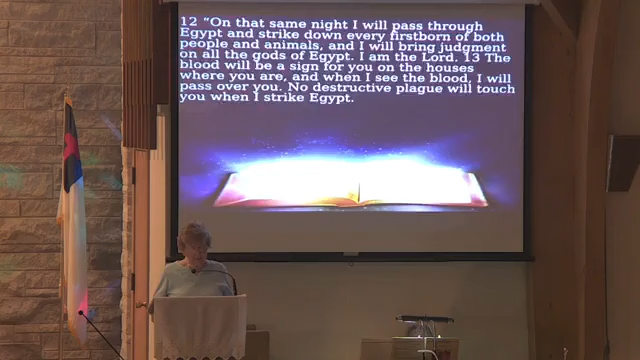 12 "On that same night I will pass through
Egypt and strike down every firstborn of both
people and animals, and I will bring judgment
on all the gods of Egypt. I am the Lord. 13 The
blood will be a sign for you on the houses
where you are, and when I see the blood, I will
pass over you. No destructive plague will touch
you when I strike Egypt.